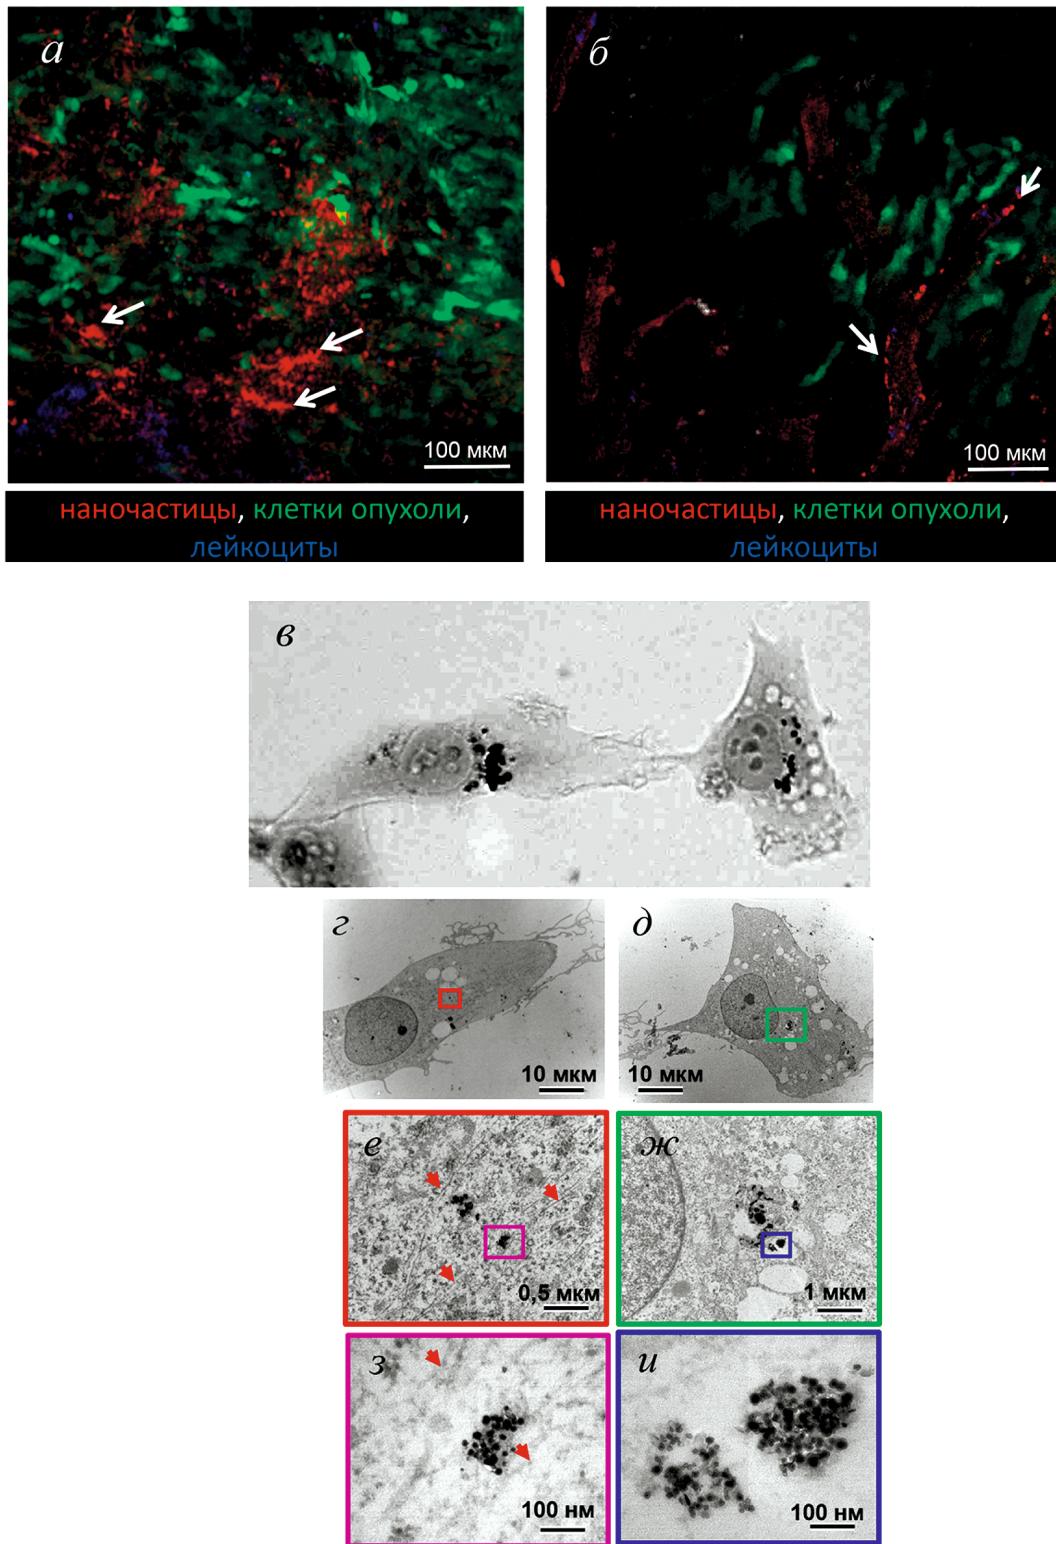 а
б
100 мкм
100 мкм
наночастицы, клетки опухоли,
лейкоциты
наночастицы, клетки опухоли,
лейкоциты
в
г
д
10 мкм
10 мкм
е
ж
0,5 мкм
1 мкм
з
и
100 нм
100 нм